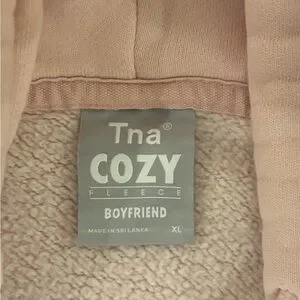 Tna®
COZY
FLEECE
BOYFRIEND
MADE IN SRI LANKA XL